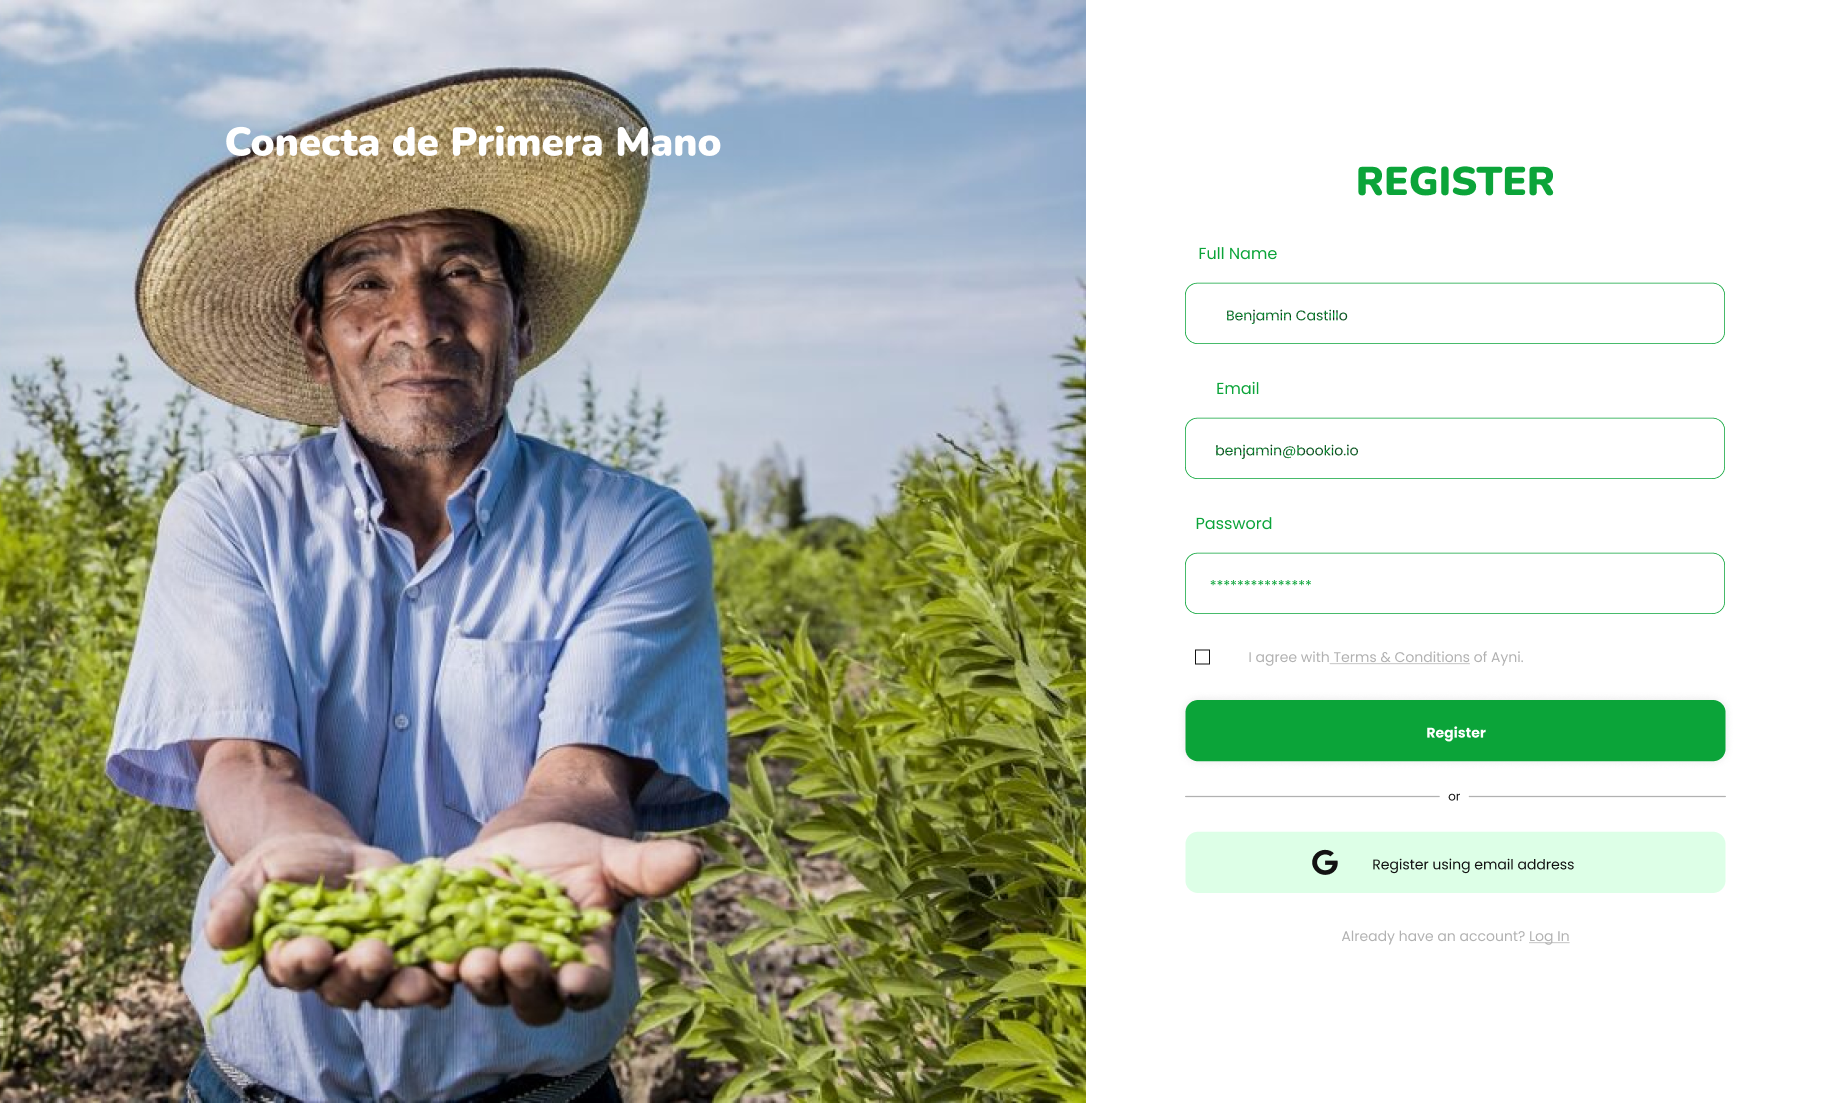 Conecta de Primera Mano
REGISTER
Full Name
Benjamin Castillo
Email
benjamin@bookio.io
Password
***************
I agree with Terms & Conditions of Ayni.
Register
or
G Register using email address
Already have an account? Log In